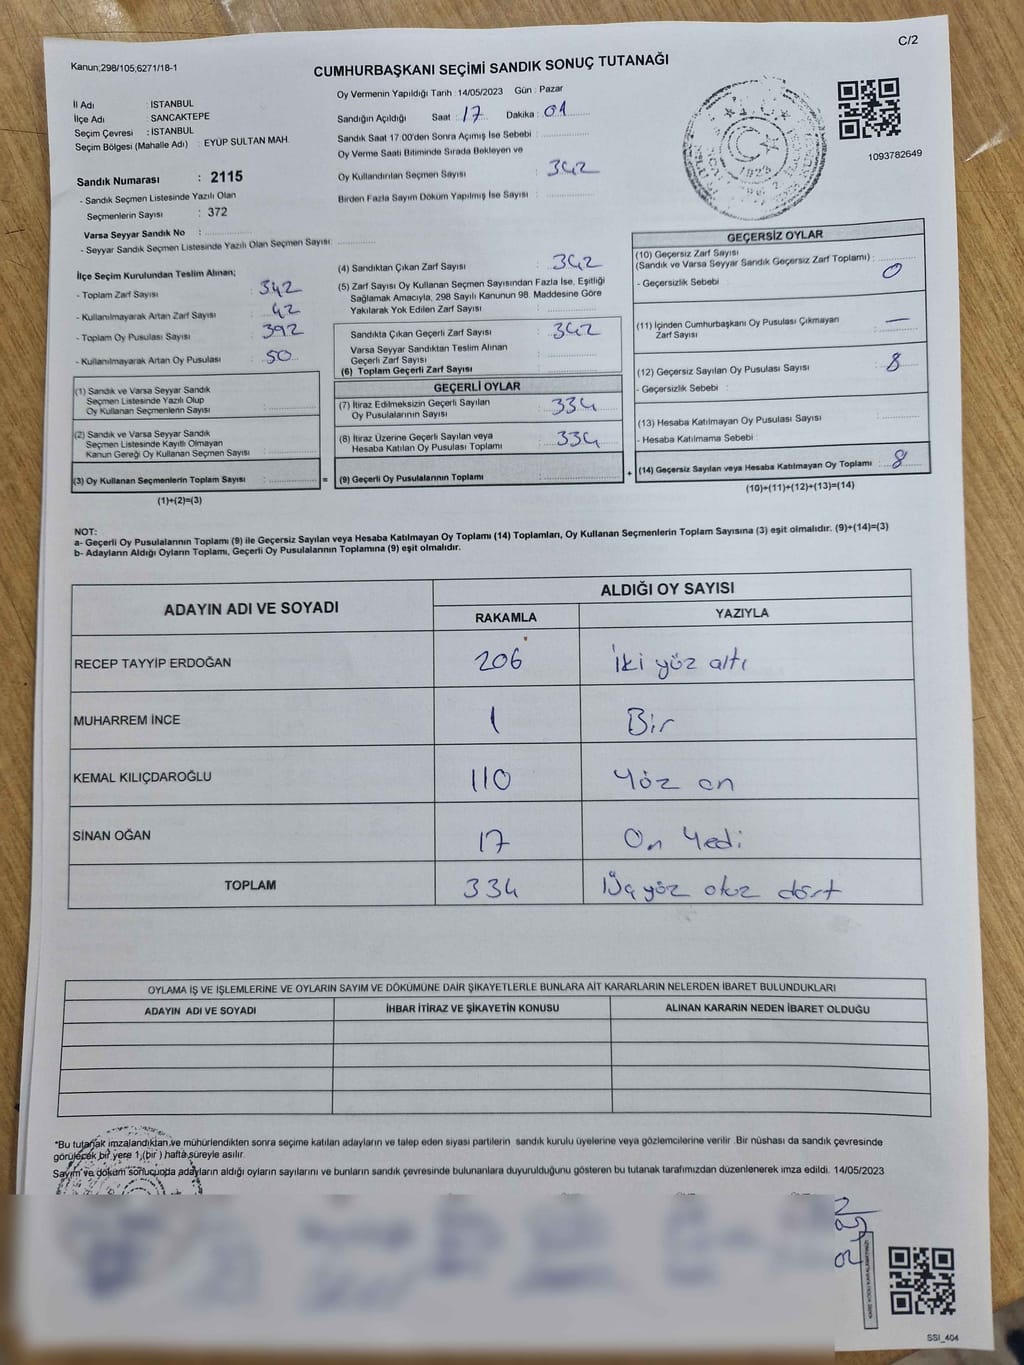 C/2
Kanun;298/105,6271/18-1
CUMHURBAŞKANI SEÇİMİ SANDIK SONUÇ TUTANAĞI
İl Adı : İSTANBUL
İlçe Adı : SANCAKTEPE
Seçim Çevresi : İSTANBUL
Seçim Bölgesi (Mahalle Adı) : EYÜP SULTAN MAH.
Sandık Numarası : 2115
- Sandık Seçmen Listesinde Yazılı Olan
Seçmenlerin Sayısı : 372
Varsa Seyyar Sandık No :
- Seyyar Sandık Seçmen Listesinde Yazılı Olan Seçmen Sayısı:
Oy Vermenin Yapıldığı Tarih :14/05/2023 Gün : Pazar
Sandığın Açıldığı Saat : 17 Dakika : 01
Sandık Saat 17:00'den Sonra Açımış İse Sebebi :
Oy Verme Saati Bitiminde Sırada Bekleyen ve
Oy Kullandırılan Seçmen Sayısı : 342
Birden Fazla Sayım Döküm Yapılmış İse Sayısı :
1923
1093782649
İlçe Seçim Kurulundan Teslim Alınan;
- Toplam Zarf Sayısı : 342
- Kullanılmayarak Artan Zarf Sayısı : 42
- Toplam Oy Pusulası Sayısı : 392
- Kullanılmayarak Artan Oy Pusulası : 50
(1) Sandık ve Varsa Seyyar Sandık
Seçmen Listesinde Yazılı Olup
Oy Kullanan Seçmenlerin Sayısı :
(2) Sandık ve Varsa Seyyar Sandık
Seçmen Listesinde Kayıtlı Olmayan
Kanun Gereği Oy Kullanan Seçmen Sayısı :
(3) Oy Kullanan Seçmenlerin Toplam Sayısı :
=
(1)+(2)=(3)
(4) Sandıktan Çıkan Zarf Sayısı : 342
(5) Zarf Sayısı Oy Kullanan Seçmen Sayısından Fazla İse, Eşitliği
Sağlamak Amacıyla, 298 Sayılı Kanunun 98. Maddesine Göre
Yakılarak Yok Edilen Zarf Sayısı :
Sandıkta Çıkan Geçerli Zarf Sayısı : 342
Varsa Seyyar Sandıktan Teslim Alınan
Geçerli Zarf Sayısı :
(6) Toplam Geçerli Zarf Sayısı :
GEÇERLİ OYLAR
(7) İtiraz Edilmeksizin Geçerli Sayılan
Oy Pusulalarının Sayısı : 334
(8) İtiraz Üzerine Geçerli Sayılan veya
Hesaba Katılan Oy Pusulası Toplamı : 334
(9) Geçerli Oy Pusulalarının Toplamı :
+
GEÇERSİZ OYLAR
(10) Geçersiz Zarf Sayısı
(Sandık ve Varsa Seyyar Sandık Geçersiz Zarf Toplamı) : 0
- Geçersizlik Sebebi :
(11) İçinden Cumhurbaşkanı Oy Pusulası Çıkmayan
Zarf Sayısı : —
(12) Geçersiz Sayılan Oy Pusulası Sayısı : 8
- Geçersizlik Sebebi :
(13) Hesaba Katılmayan Oy Pusulası Sayısı :
- Hesaba Katılmama Sebebi :
(14) Geçersiz Sayılan veya Hesaba Katılmayan Oy Toplamı : 8
(10)+(11)+(12)+(13)=(14)
NOT:
a- Geçerli Oy Pusulalarının Toplamı (9) ile Geçersiz Sayılan veya Hesaba Katılmayan Oy Toplamı (14) Toplamları, Oy Kullanan Seçmenlerin Toplam Sayısına (3) eşit olmalıdır. (9)+(14)=(3)
b- Adayların Aldığı Oyların Toplamı, Geçerli Oy Pusulalarının Toplamına (9) eşit olmalıdır.
ADAYIN ADI VE SOYADI ALDIĞI OY SAYISI
RAKAMLA YAZIYLA
RECEP TAYYİP ERDOĞAN 206 İki yüz altı
MUHARREM İNCE 1 Bir
KEMAL KILIÇDAROĞLU 110 Yüz on
SİNAN OĞAN 17 On Yedi
TOPLAM 334 Üç yüz otuz dört
OYLAMA İŞ VE İŞLEMLERİNE VE OYLARIN SAYIM VE DÖKÜMÜNE DAİR ŞİKAYETLERLE BUNLARA AİT KARARLARIN NELERDEN İBARET BULUNDUKLARI
ADAYIN ADI VE SOYADI İHBAR İTİRAZ VE ŞİKAYETİN KONUSU ALINAN KARARIN NEDEN İBARET OLDUĞU
*Bu tutanak imzalandıktan ve mühürlendikten sonra seçime katılan adayların ve talep eden siyasi partilerin sandık kurulu üyelerine veya gözlemcilerine verilir .Bir nüshası da sandık çevresinde
görülecek bir yere 1 (bir ) hafta süreyle asılır.
Sayım ve döküm sonucuoda adayların aldığı oyların sayılarını ve bunların sandık çevresinde bulunanlara duyurulduğunu gösteren bu tutanak tarafımızdan düzenlenerek imza edildi. 14/05/2023
SSI_404